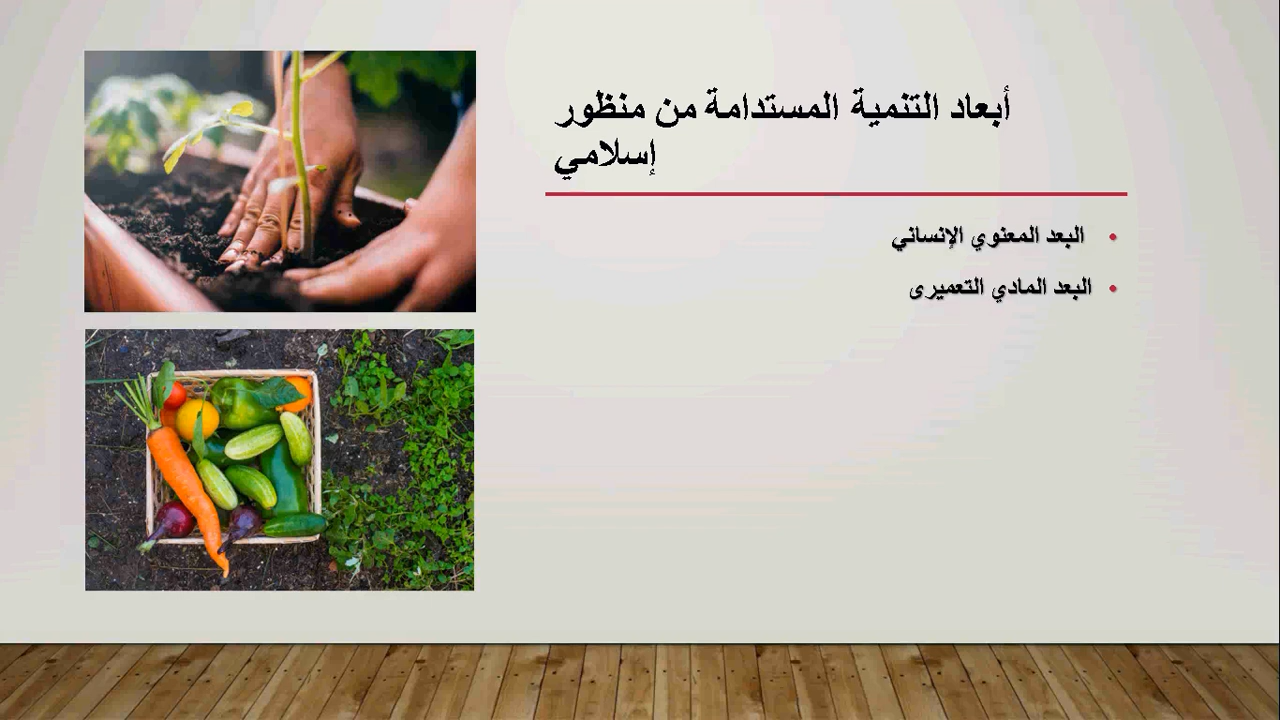 أبعاد التنمية المستدامة من منظور
إسلامي
• البعد المعنوي الإنساني
• البعد المادي التعميرى